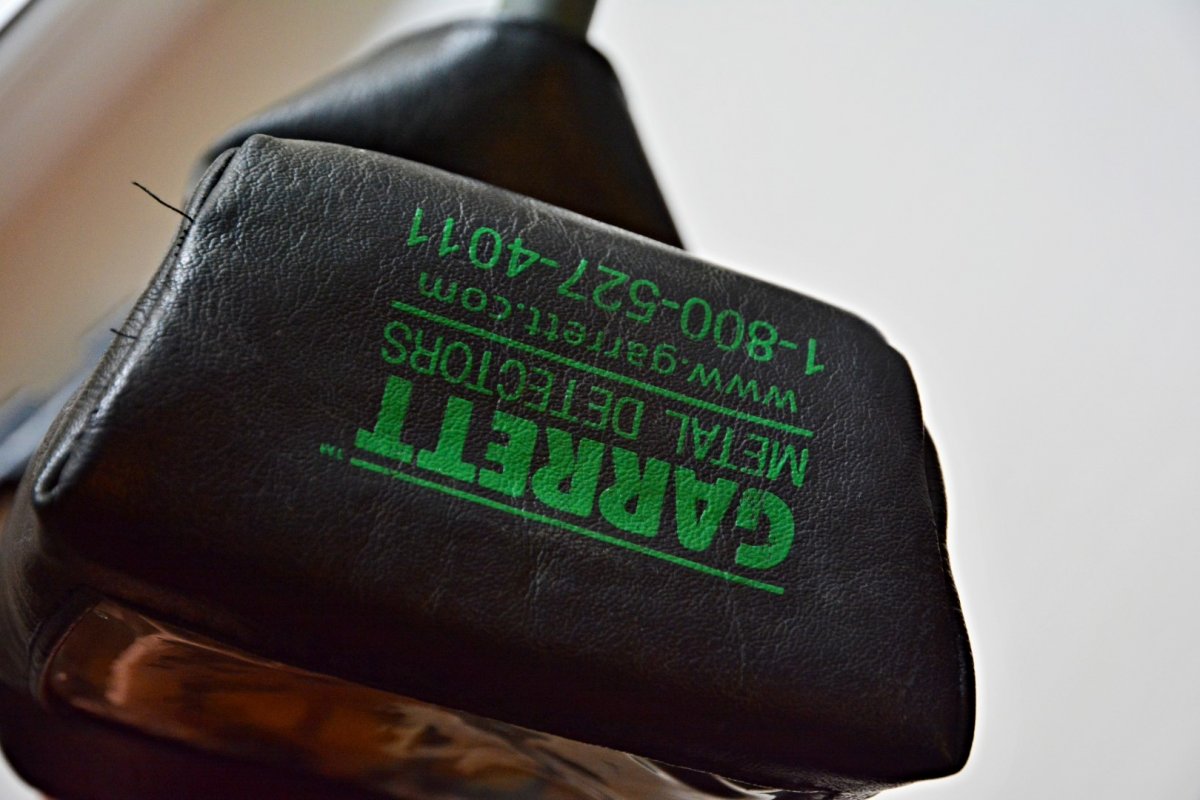 GARRETT™
METAL DETECTORS
www.garrett.com
1-800-527-4011